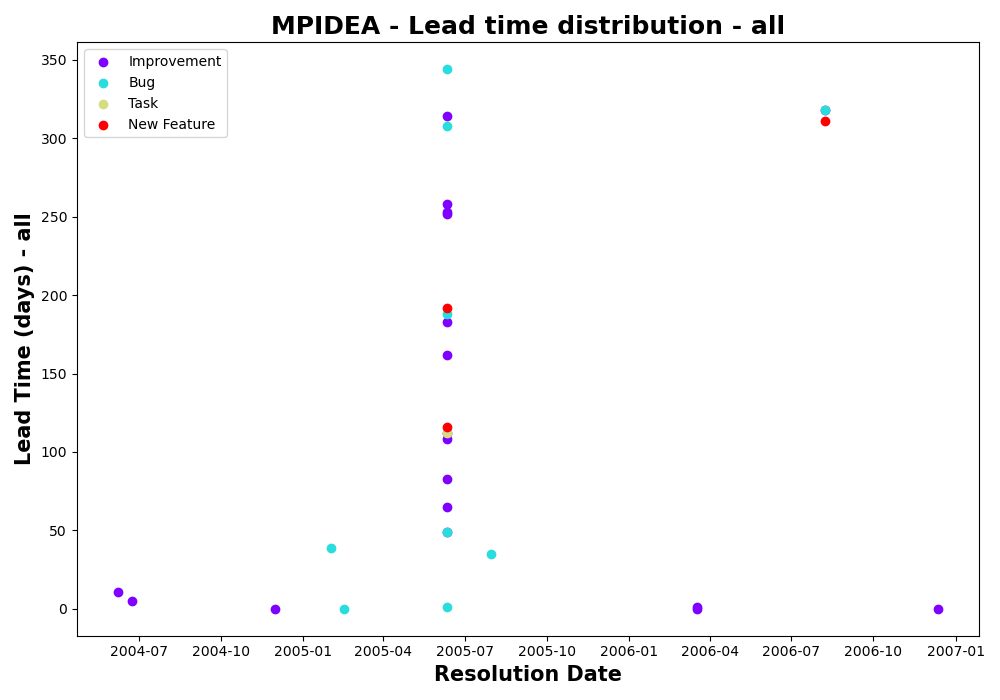 MPIDEA - Lead time distribution - all
Improvement
Bug
Task
New Feature
Lead Time (days) - all
350
300
250
200
150
100
50
0
2004-07 2004-10 2005-01 2005-04 2005-07 2005-10 2006-01 2006-04 2006-07 2006-10 2007-01
Resolution Date